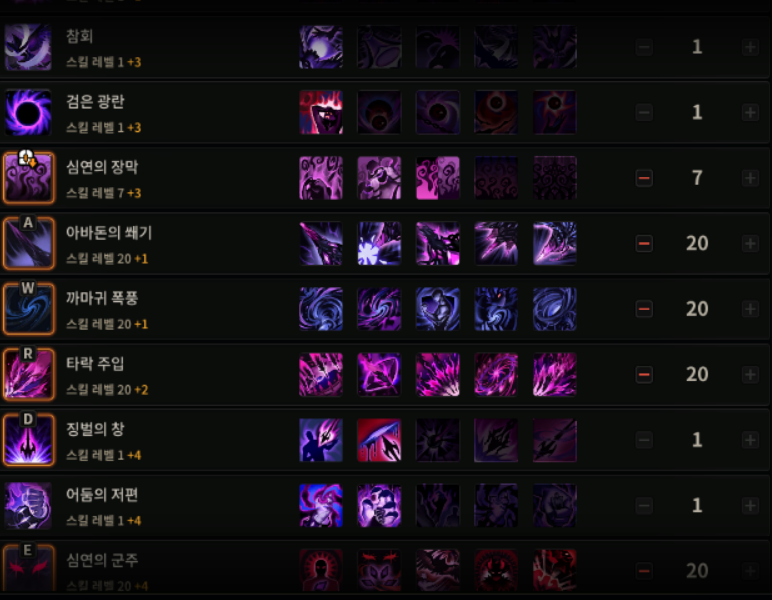 참회
스킬 레벨 1 +3
1
검은 광란
스킬 레벨 1 +3
1
심연의 장막
스킬 레벨 7 +3
7
A
아바돈의 쐐기
스킬 레벨 20 +1
20
W
까마귀 폭풍
스킬 레벨 20 +1
20
R
타락 주입
스킬 레벨 20 +2
20
D
징벌의 창
스킬 레벨 1 +4
1
어둠의 저편
스킬 레벨 1 +4
1
E
심연의 군주
스킬 레벨 20 +4
20